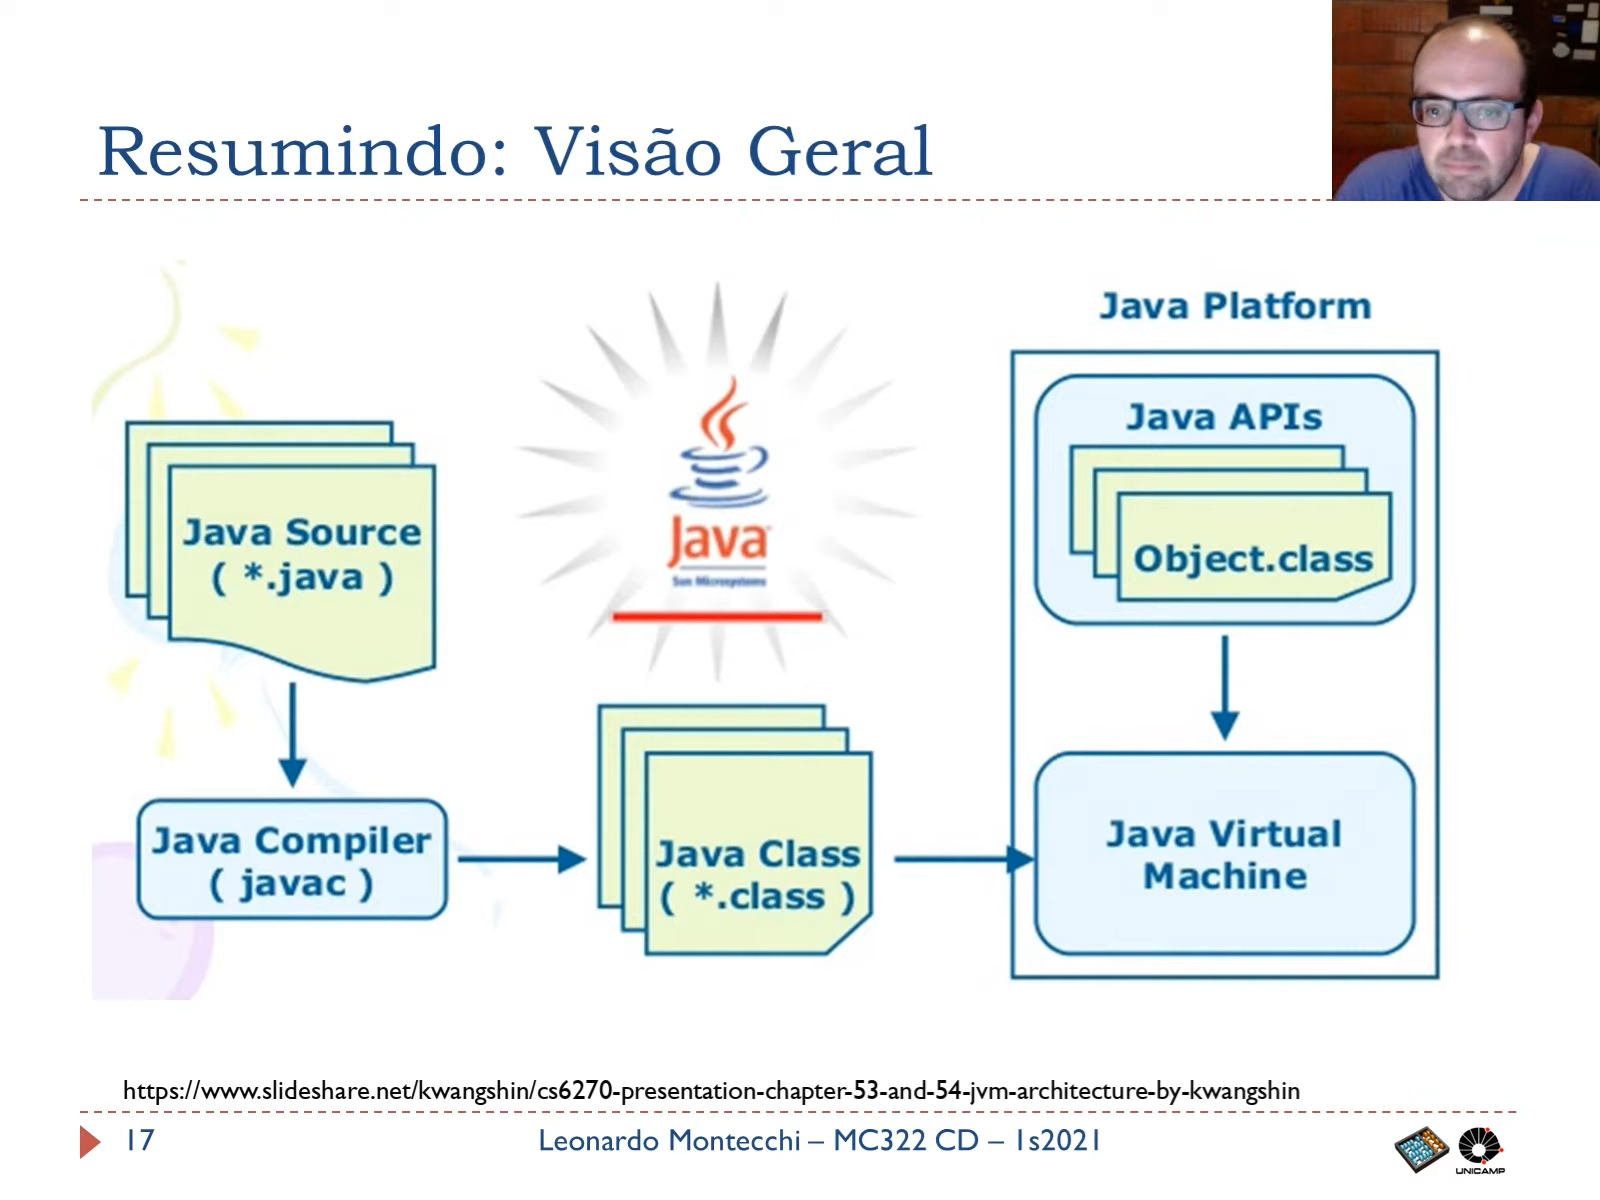 Resumindo: Visão Geral
Java Platform
Java APIs
Object.class
Java Source
( *.java )
Java
Sun Microsystems
Java Compiler
( javac )
Java Class
( *.class )
Java Virtual
Machine
https://www.slideshare.net/kwangshin/cs6270-presentation-chapter-53-and-54-jvm-architecture-by-kwangshin
17
Leonardo Montecchi – MC322 CD – 1s2021
UNICAMP